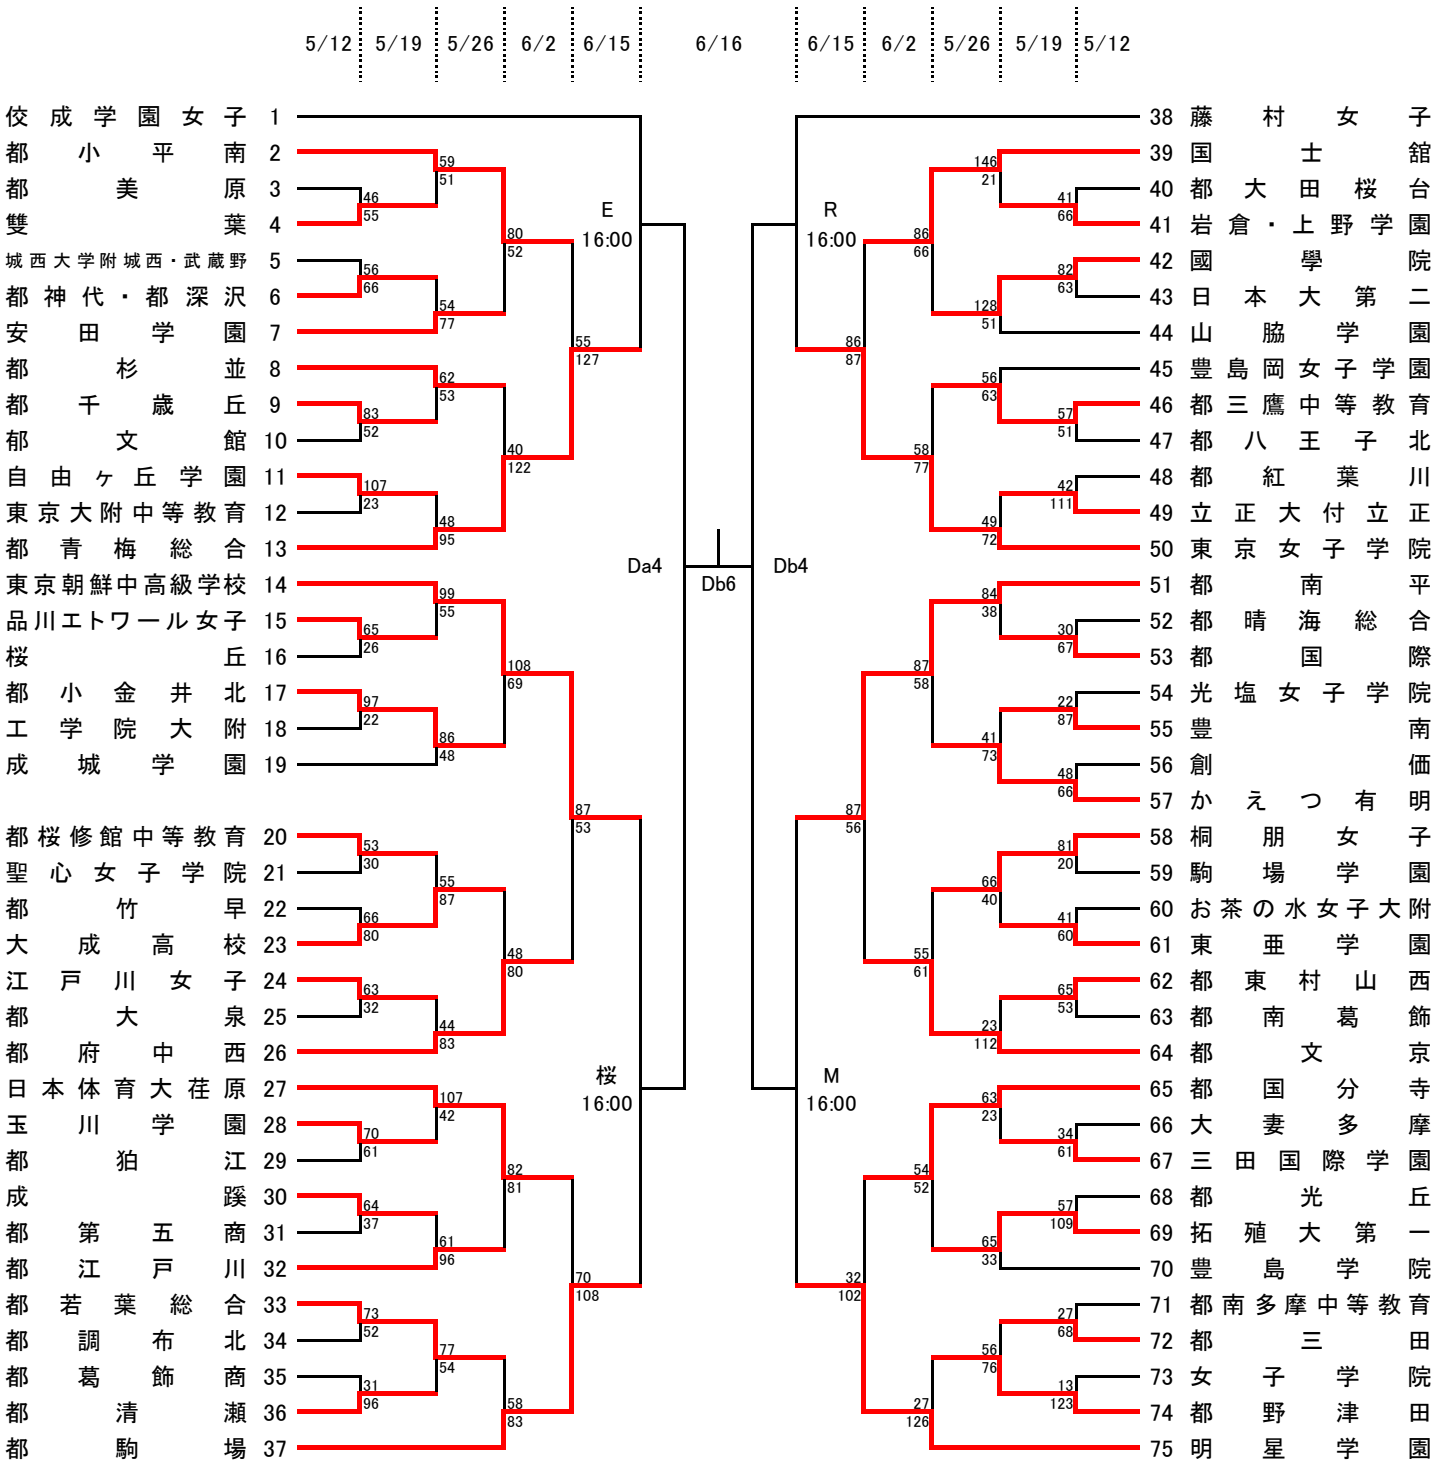 5/12 5/19 5/26 6/2 6/15 6/16 6/15 6/2 5/26 5/19 5/12
佼成学園女子 1
都小平南 2
都美原 3
雙葉 4
城西大学附城西・武蔵野 5
都神代・都深沢 6
安田学園 7
都杉並 8
都千歳丘 9
郁文館 10
自由ヶ丘学園 11
東京大附中等教育 12
都青梅総合 13
東京朝鮮中高級学校 14
品川エトワール女子 15
桜丘 16
都小金井北 17
工学院大附 18
成城学園 19
都桜修館中等教育 20
聖心女子学院 21
都竹早 22
大成高校 23
江戸川女子 24
都大泉 25
都府中西 26
日本体育大荏原 27
玉川学園 28
都狛江 29
成蹊 30
都第五商 31
都江戸川 32
都若葉総合 33
都調布北 34
都葛飾商 35
都清瀬 36
都駒場 37
46
55
56
66
83
52
107
23
65
26
97
22
53
30
66
80
63
32
70
61
64
37
73
52
31
96
59
51
54
77
62
53
48
95
99
55
86
48
55
87
44
83
107
42
61
96
77
54
80
52
40
122
108
69
48
80
82
81
58
83
55
127
87
53
70
108
E
16:00
桜
16:00
Da4
Db6
Db4
R
16:00
M
16:00
86
87
87
56
32
102
86
66
58
77
87
58
55
61
54
52
27
126
146
21
128
51
56
63
49
72
84
38
41
73
66
40
23
112
63
23
65
33
56
76
41
66
82
63
57
51
42
111
30
67
22
87
48
66
81
20
41
60
65
53
34
61
57
109
27
68
13
123
38 藤村女子
39 国士舘
40 都大田桜台
41 岩倉・上野学園
42 國學院
43 日本大第二
44 山脇学園
45 豊島岡女子学園
46 都三鷹中等教育
47 都八王子北
48 都紅葉川
49 立正大付立正
50 東京女子学院
51 都南平
52 都晴海総合
53 都国際
54 光塩女子学院
55 豊南
56 創価
57 かえつ有明
58 桐朋女子
59 駒場学園
60 お茶の水女子大附
61 東亜学園
62 都東村山西
63 都南葛飾
64 都文京
65 都国分寺
66 大妻多摩
67 三田国際学園
68 都光丘
69 拓殖大第一
70 豊島学院
71 都南多摩中等教育
72 都三田
73 女子学院
74 都野津田
75 明星学園